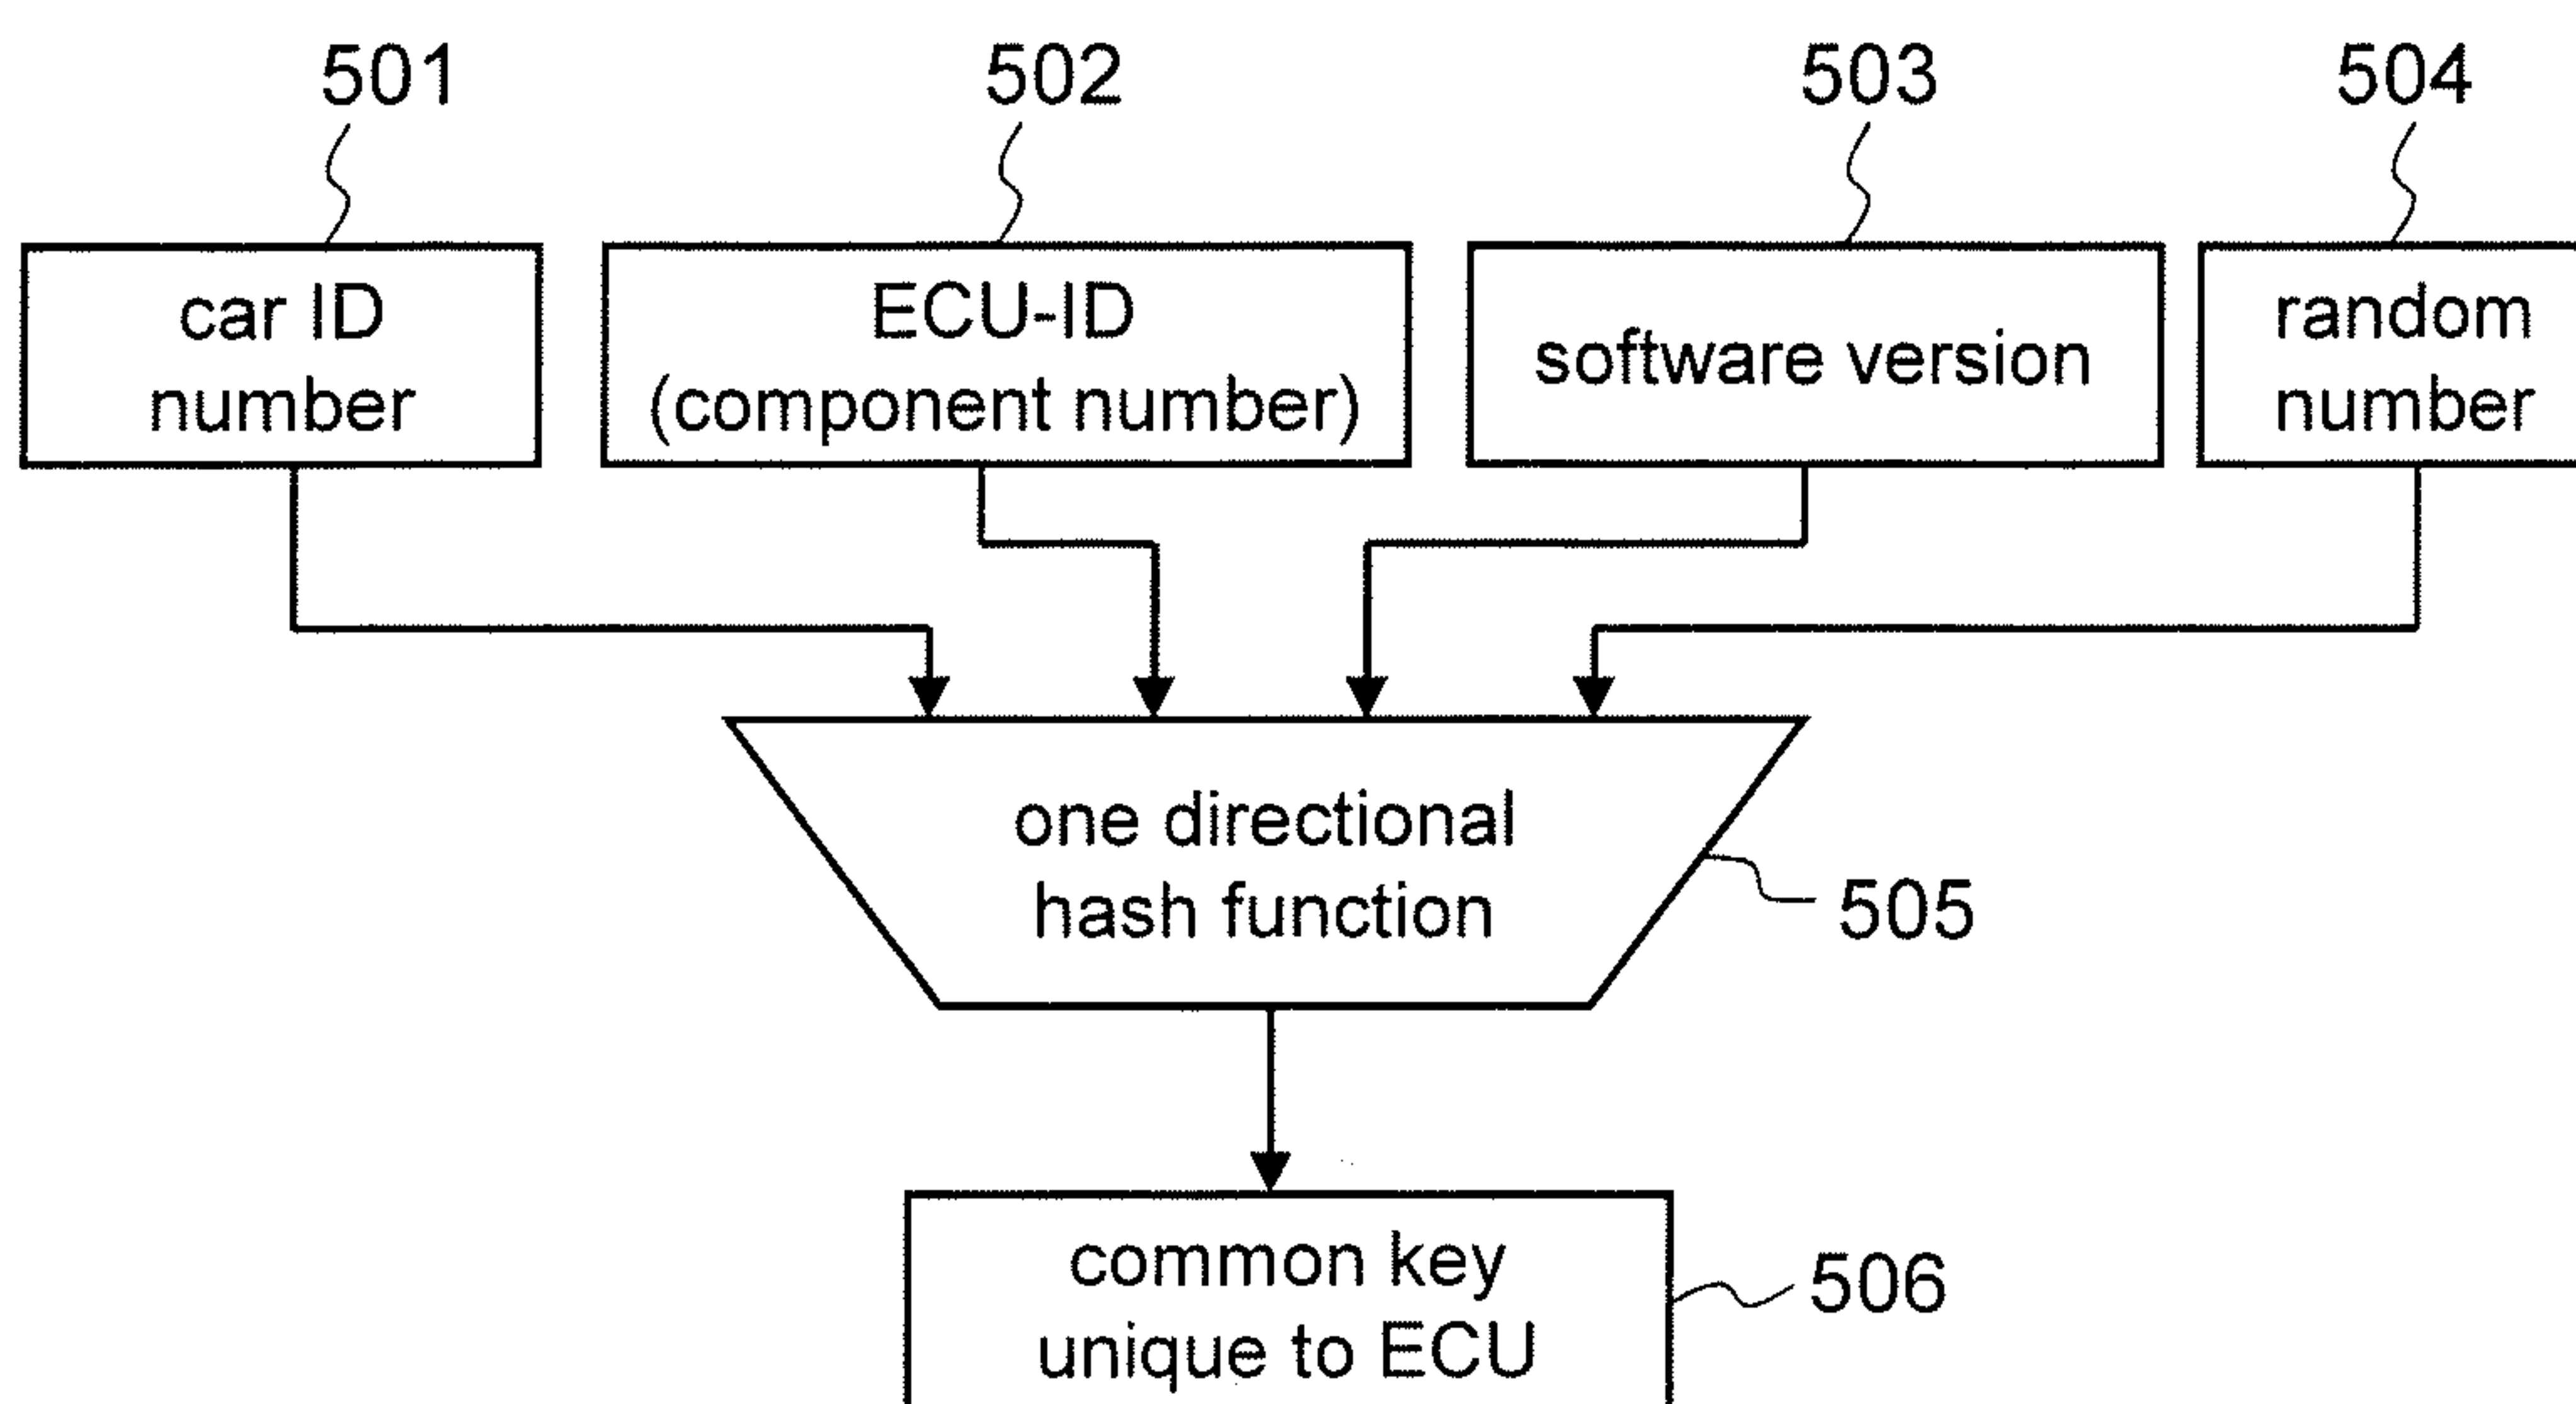 501
502
503
504
car ID
number
ECU-ID
(component number)
software version
random
number
one directional
hash function
505
common key
unique to ECU
506